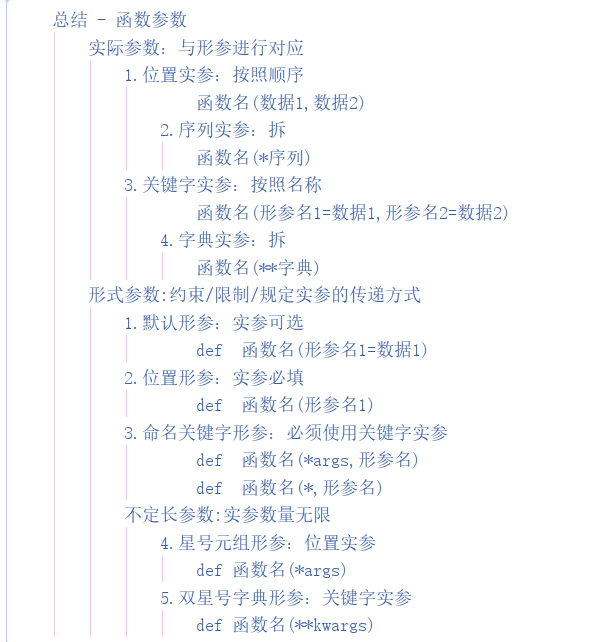 总结 - 函数参数
实际参数：与形参进行对应
1.位置实参：按照顺序
函数名(数据1,数据2)
2.序列实参：拆
函数名(*序列)
3.关键字实参：按照名称
函数名(形参名1=数据1,形参名2=数据2)
4.字典实参：拆
函数名(**字典)
形式参数:约束/限制/规定实参的传递方式
1.默认形参：实参可选
def  函数名(形参名1=数据1)
2.位置形参：实参必填
def  函数名(形参名1)
3.命名关键字形参：必须使用关键字实参
def  函数名(*args,形参名)
def  函数名(*,形参名)
不定长参数:实参数量无限
4.星号元组形参：位置实参
def 函数名(*args)
5.双星号字典形参：关键字实参
def 函数名(**kwargs)